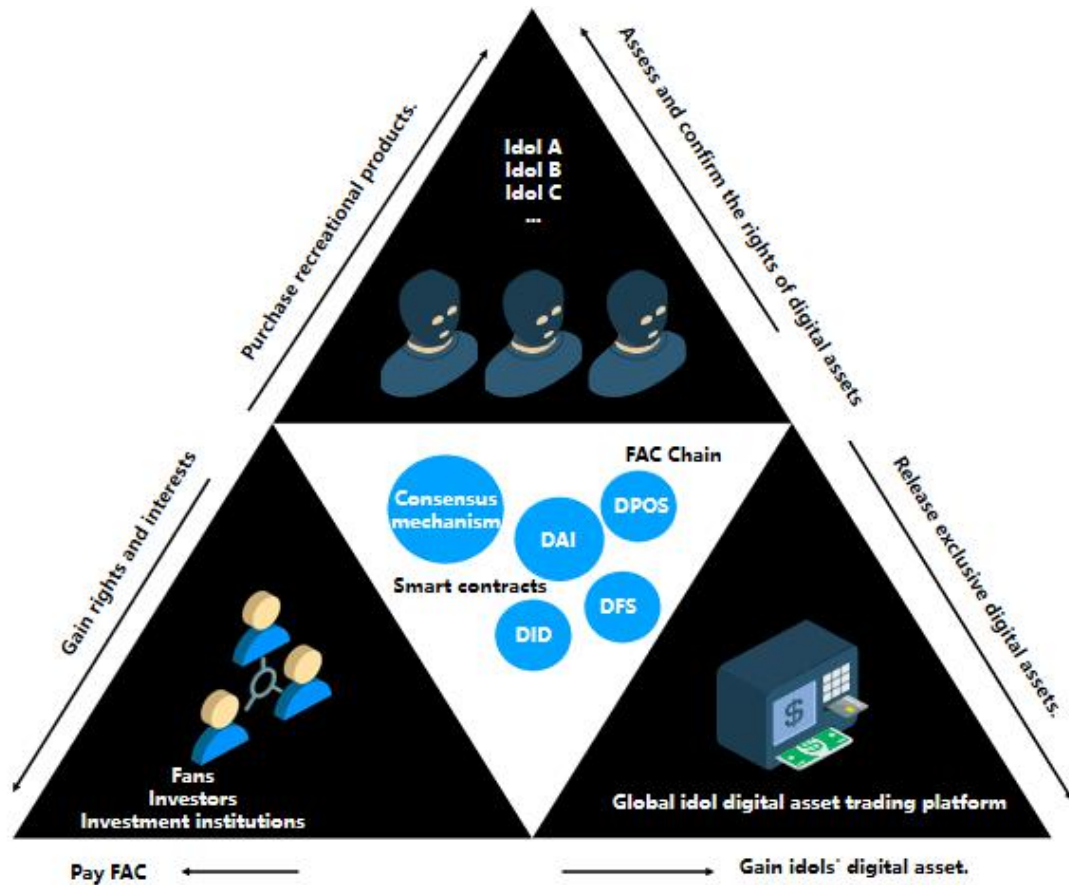 Purchase recreational products.
Assess and confirm the rights of digital assets
Idol A
Idol B
Idol C
...
Gain rights and interests
Release exclusive digital assets.
FAC Chain
Consensus
mechanism
DPOS
DAI
Smart contracts
DFS
DID
$
Fans
Investors
Investment institutions
Global idol digital asset trading platform
Pay FAC
Gain idols' digital asset.